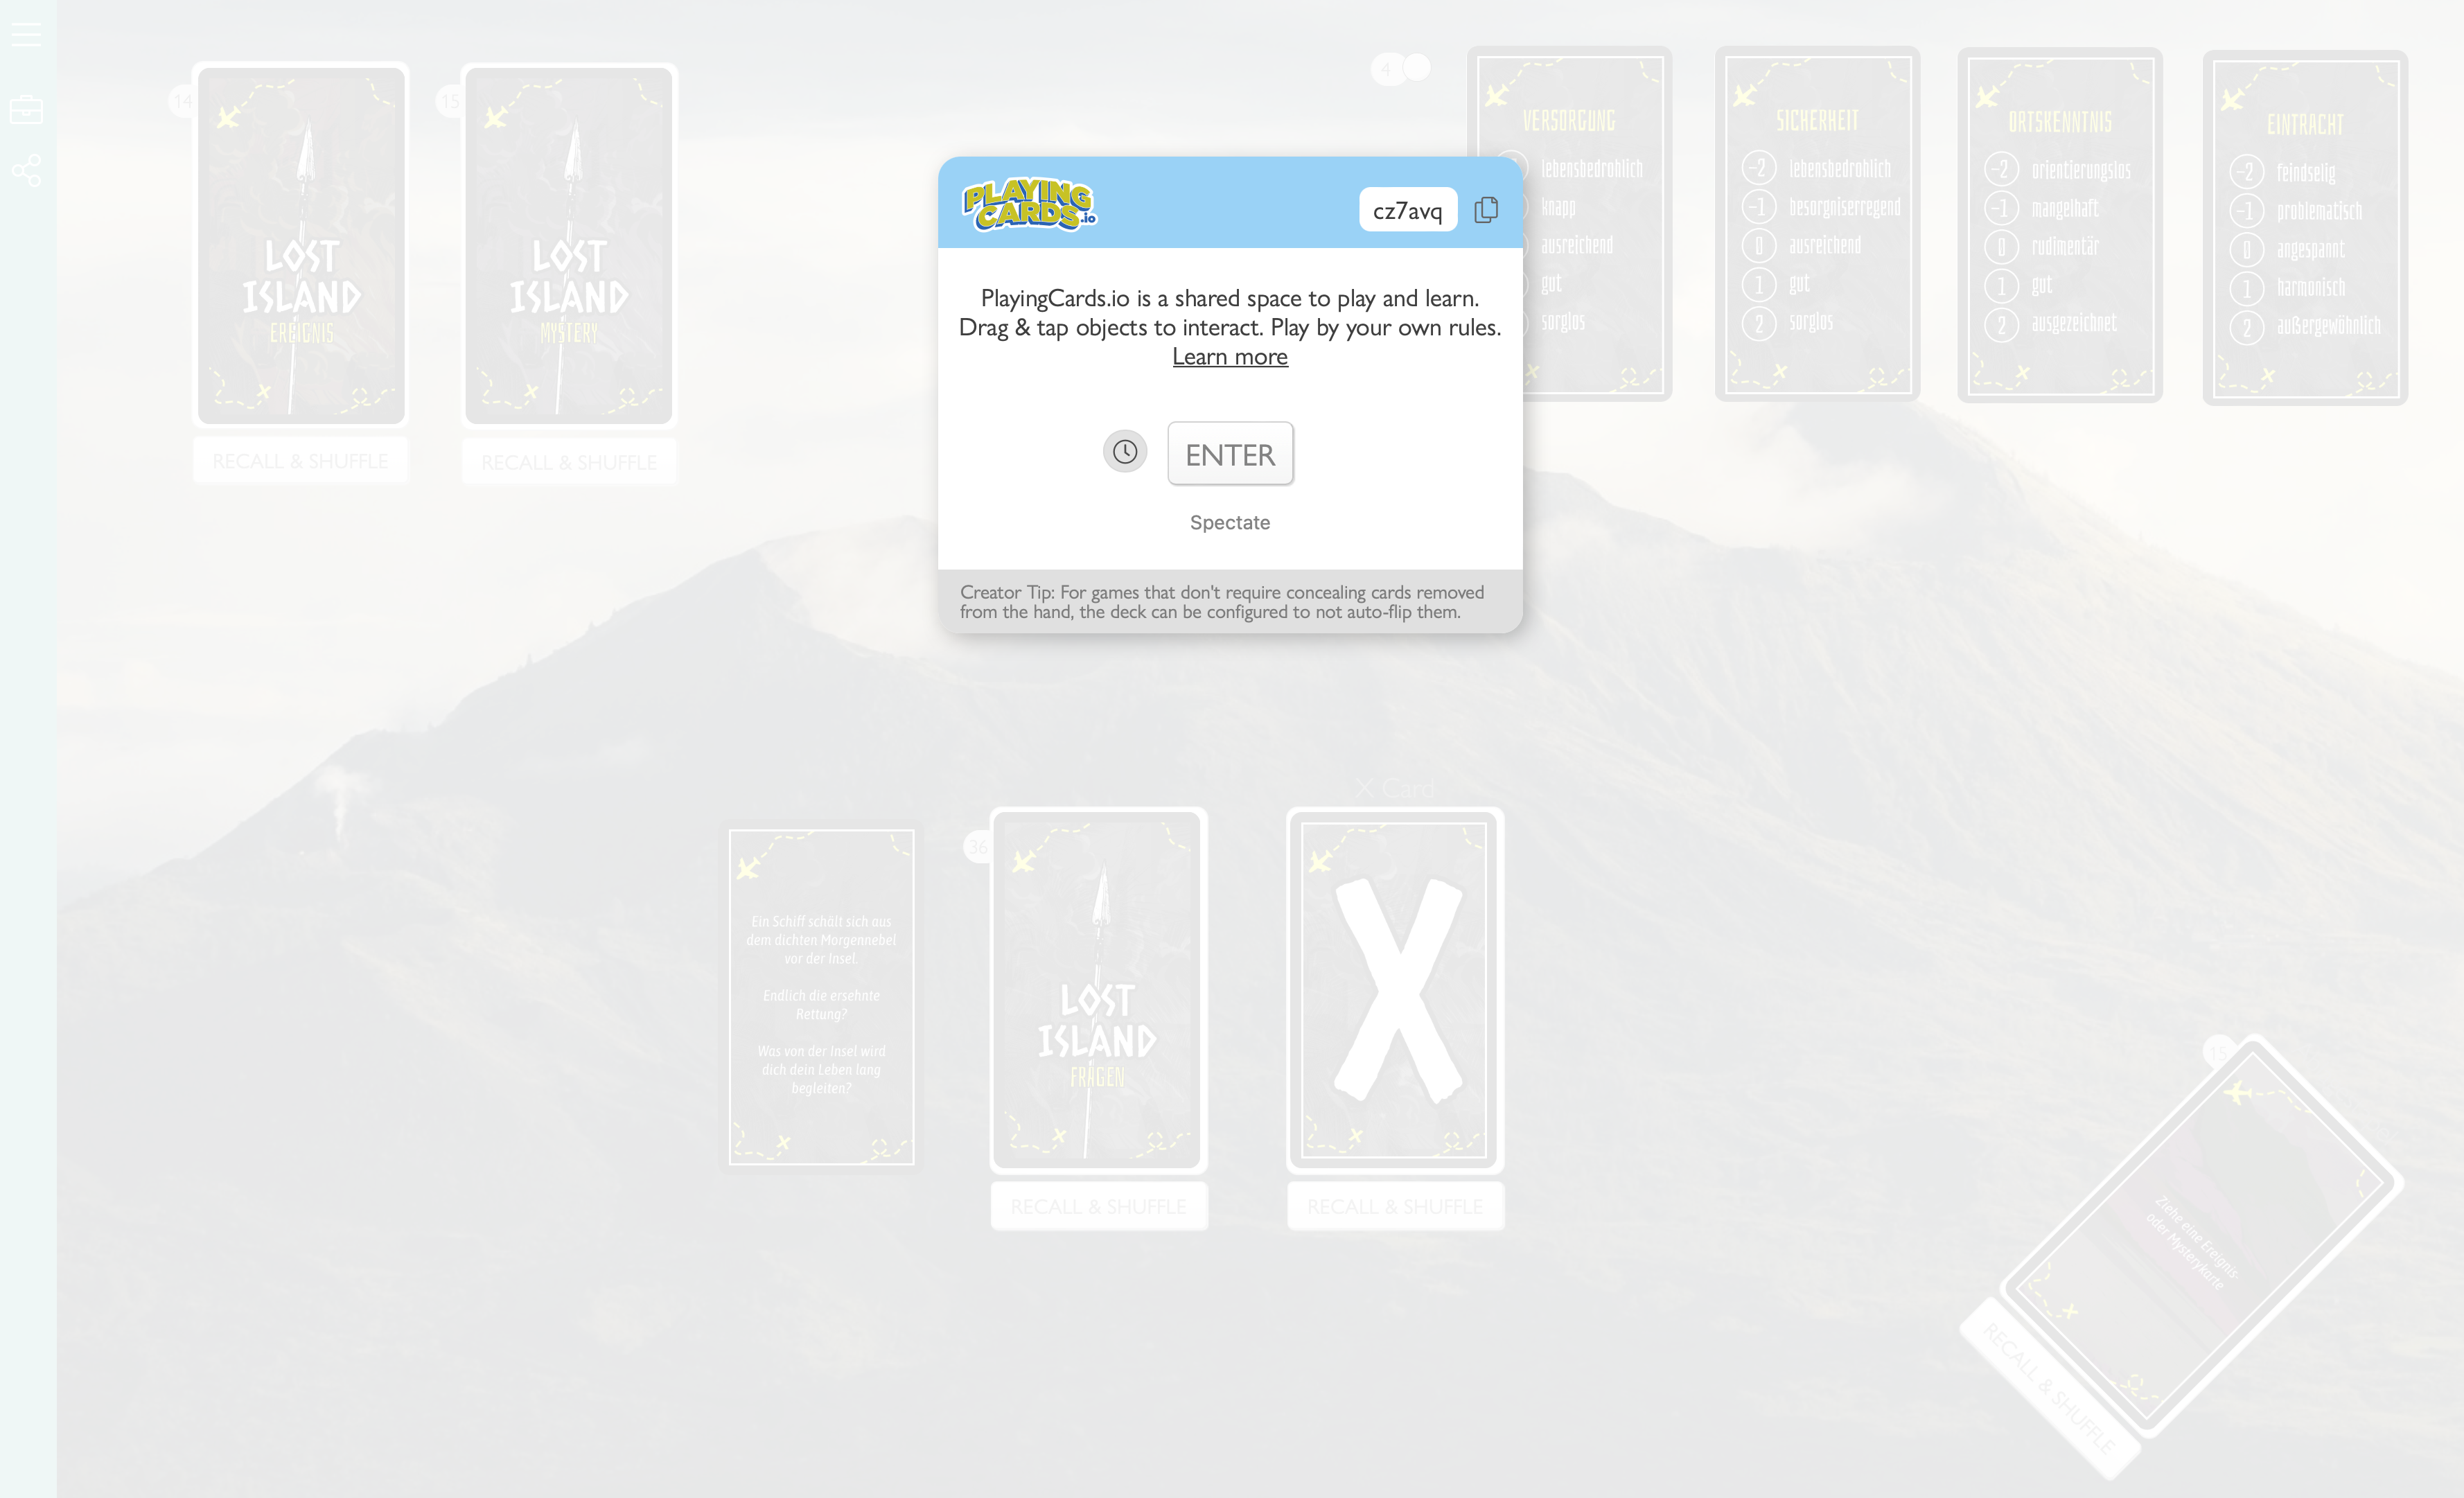 14
LOST
ISLAND
EREIGNIS
RECALL & SHUFFLE
15
LOST
ISLAND
MYSTERY
RECALL & SHUFFLE
4
VERSORGUNG
lebensbedrohlich
knapp
ausreichend
gut
sorglos
SICHERHEIT
-2 lebensbedrohlich
-1 besorgniserregend
0 ausreichend
1 gut
2 sorglos
ORTSKENNTNIS
-2 orientierungslos
-1 mangelhaft
0 rudimentär
1 gut
2 ausgezeichnet
EINTRACHT
-2 feindselig
-1 problematisch
0 angespannt
1 harmonisch
2 außergewöhnlich
PLAYING
CARDS.io
cz7avq
PlayingCards.io is a shared space to play and learn.
Drag & tap objects to interact. Play by your own rules.
Learn more
ENTER
Spectate
Creator Tip: For games that don't require concealing cards removed
from the hand, the deck can be configured to not auto-flip them.
Ein Schiff schält sich aus
dem dichten Morgennebel
vor der Insel.
Endlich die ersehnte
Rettung?
Was von der Insel wird
dich dein Leben lang
begleiten?
36
LOST
ISLAND
FRAGEN
RECALL & SHUFFLE
X Card
X
RECALL & SHUFFLE
15
Ziehe eine Ereignis-
oder Mysterykarte
RECALL & SHUFFLE